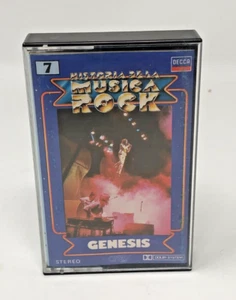 7
HISTORIA DE LA
MUSICA
ROCK
DECCA
GENESIS
STEREO